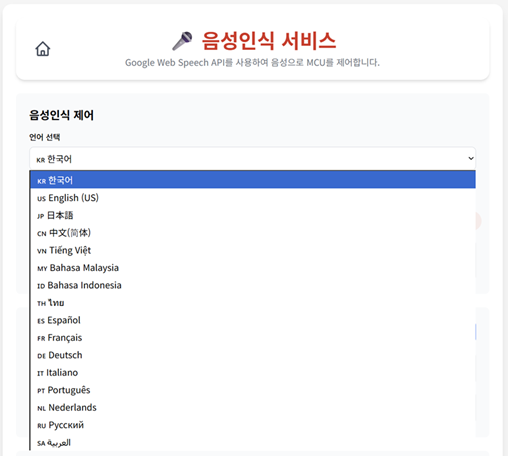 음성인식 서비스
Google Web Speech API를 사용하여 음성으로 MCU를 제어합니다.
음성인식 제어
언어 선택
KR 한국어
KR 한국어
US English (US)
JP 日本語
CN 中文(简体)
VN Tiếng Việt
MY Bahasa Malaysia
ID Bahasa Indonesia
TH ไทย
ES Español
FR Français
DE Deutsch
IT Italiano
PT Português
NL Nederlands
RU Русский
SA العربية